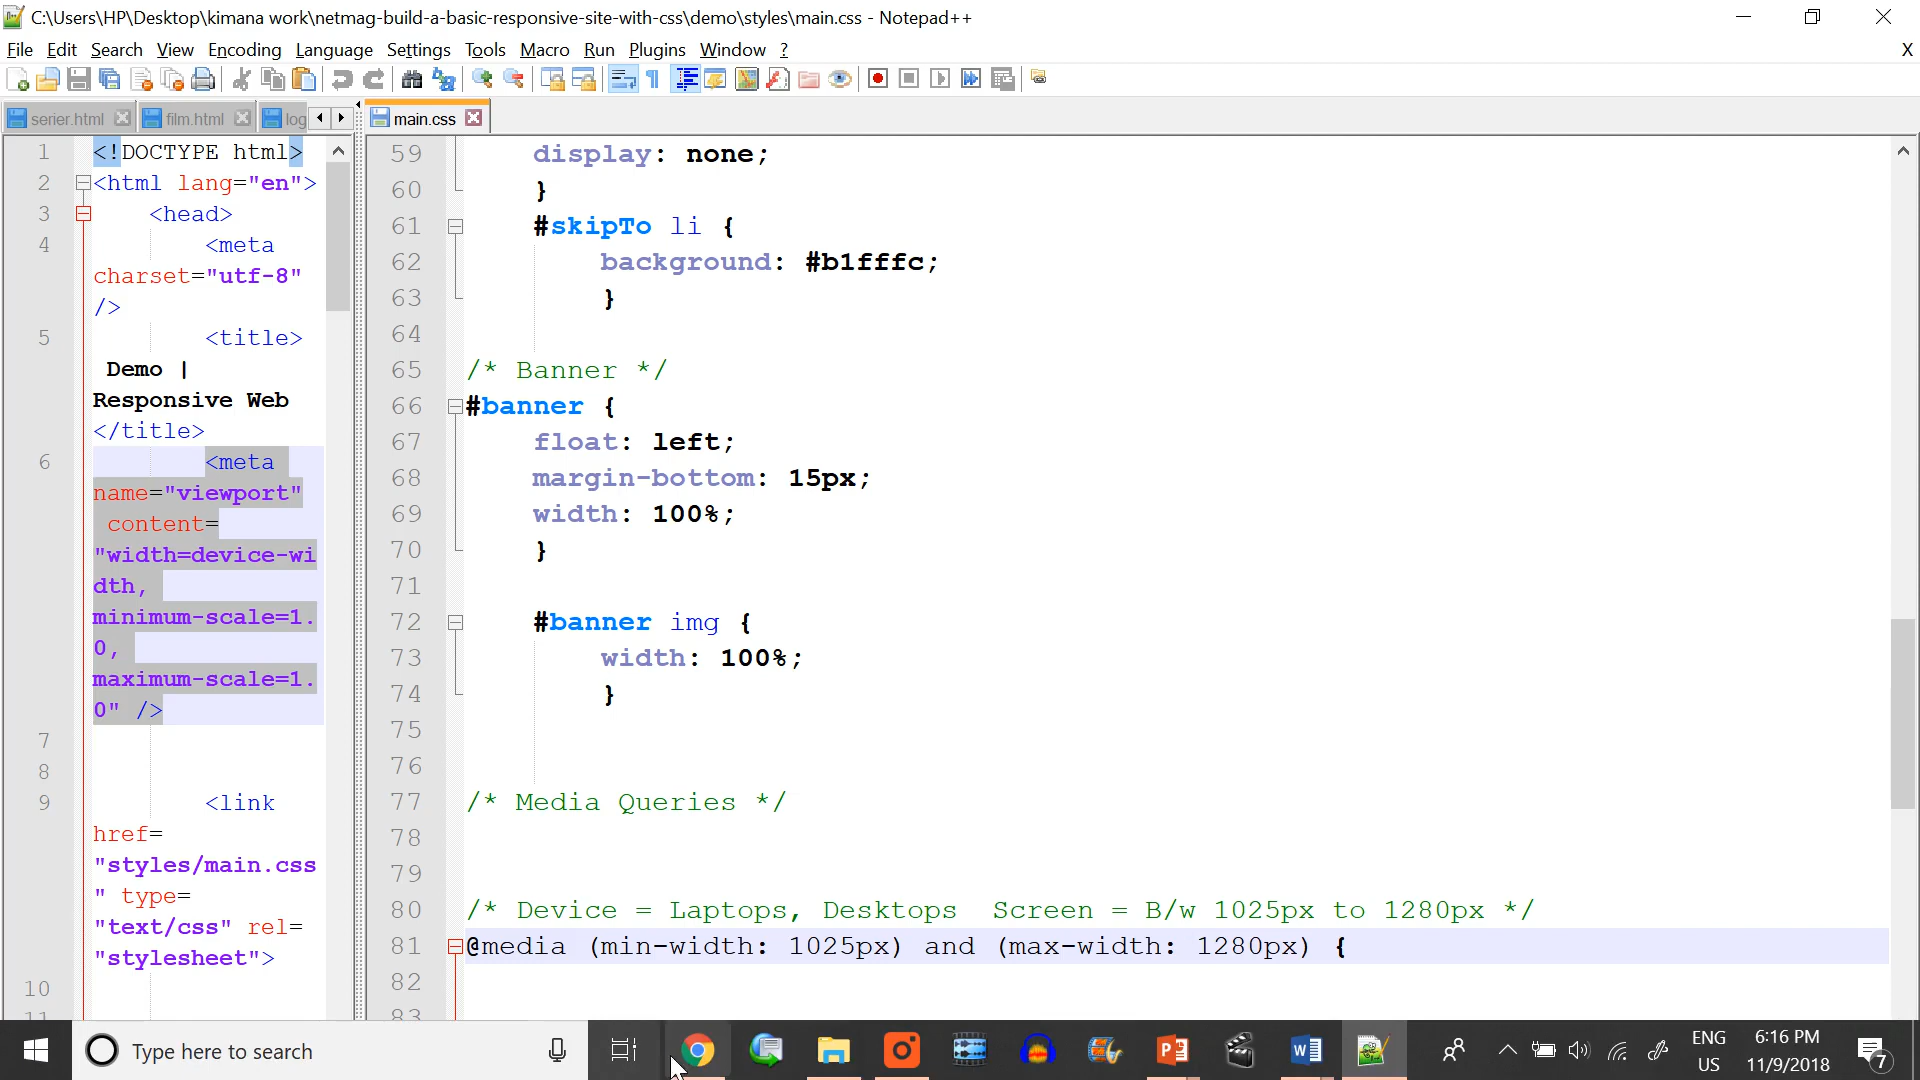 C:\Users\HP\Desktop\kimana work\netmag-build-a-basic-responsive-site-with-css\demo\styles\main.css - Notepad++
File Edit Search View Encoding Language Settings Tools Macro Run Plugins Window ?
X
serier.html film.html log main.css
1 <!DOCTYPE html>
2 <html lang="en">
3 <head>
4 <meta
charset="utf-8"
/>
5 <title>
Demo |
Responsive Web
</title>
6 <meta
name="viewport"
content=
"width=device-wi
dth,
minimum-scale=1.
0,
maximum-scale=1.
0" />
7
8
9 <link
href=
"styles/main.css
" type=
"text/css" rel=
"stylesheet">
10
11
59 display: none;
60 }
61 #skipTo li {
62 background: #b1fffc;
63 }
64
65 /* Banner */
66 #banner {
67 float: left;
68 margin-bottom: 15px;
69 width: 100%;
70 }
71
72 #banner img {
73 width: 100%;
74 }
75
76
77 /* Media Queries */
78
79
80 /* Device = Laptops, Desktops  Screen = B/w 1025px to 1280px */
81 @media (min-width: 1025px) and (max-width: 1280px) {
82
83
Type here to search
ENG
US
6:16 PM
11/9/2018
7